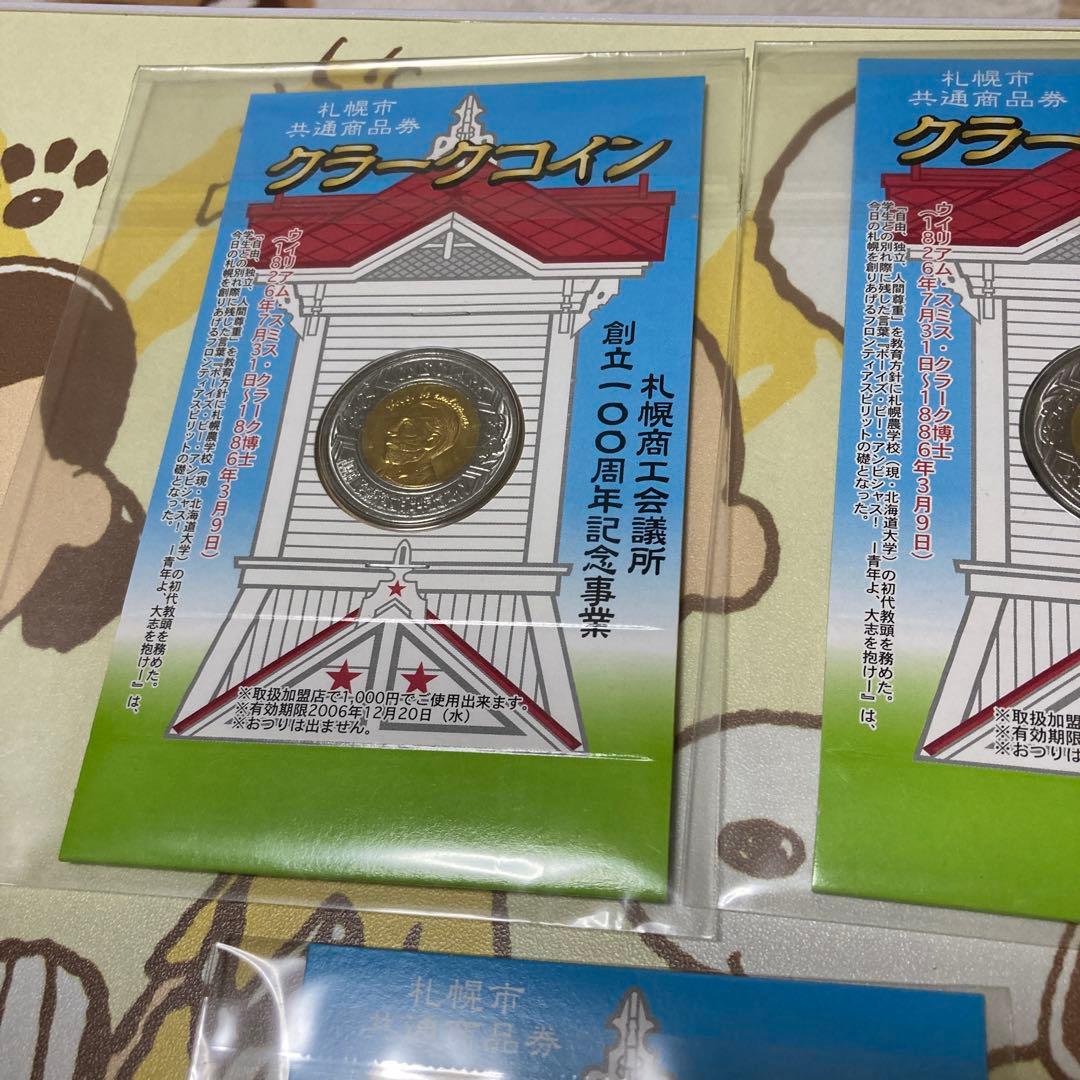 札幌市
共通商品券
クラークコイン
ウイリアム・スミス・クラーク博士
（1826年7月31日〜1886年3月9日）
「自由、独立、人間尊重」を教育方針に札幌農学校（現・北海道大学）の初代教頭を務めた。
学生との別れ際に残した言葉『ボーイズ・ビー・アンビシャス！ ー青年よ、大志を抱けー』は、
今日の札幌を創りあげるフロンティアスピリットの礎となった。
札幌商工会議所
創立一〇〇周年記念事業
※取扱加盟店で1,000円でご使用出来ます。
※有効期限2006年12月20日（水）
※おつりは出ません。
札幌市
共通商品券
クラー
ウイリアム・スミス・クラーク博士
（1826年7月31日〜1886年3月9日）
「自由、独立、人間尊重」を教育方針に札幌農学校（現・北海道大学）の初代教頭を務めた。
学生との別れ際に残した言葉『ボーイズ・ビー・アンビシャス！ ー青年よ、大志を抱けー』は、
今日の札幌を創りあげるフロンティアスピリットの礎となった。
※取扱加盟
※有効期限
※おつりは
札幌市
共通商品券